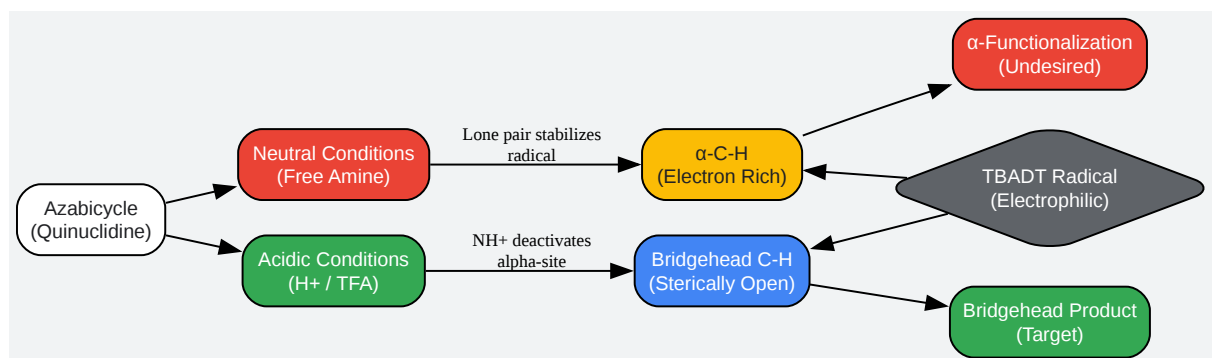 α-Functionalization
(Undesired)
Neutral Conditions
(Free Amine)
Lone pair stabilizes
radical
α-C-H
(Electron Rich)
TBADT Radical
(Electrophilic)
Azabicycle
(Quinuclidine)
Acidic Conditions
(H+ / TFA)
NH+ deactivates
alpha-site
Bridgehead C-H
(Sterically Open)
Bridgehead Product
(Target)